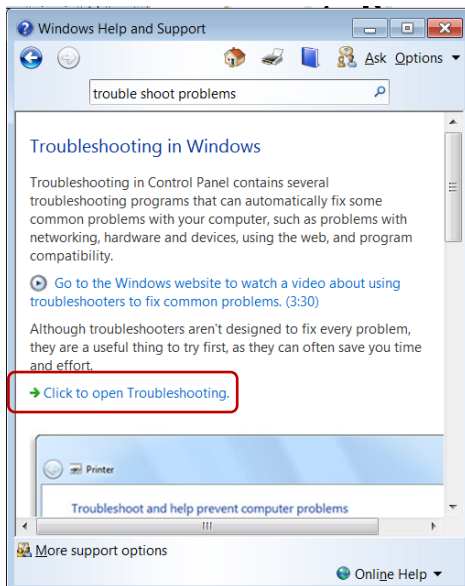 Windows Help and Support
Ask Options
trouble shoot problems
Troubleshooting in Windows
Troubleshooting in Control Panel contains several
troubleshooting programs that can automatically fix some
common problems with your computer, such as problems with
networking, hardware and devices, using the web, and program
compatibility.
Go to the Windows website to watch a video about using
troubleshooters to fix common problems. (3:30)
Although troubleshooters aren't designed to fix every problem,
they are a useful thing to try first, as they can often save you time
and effort.
Click to open Troubleshooting.
Printer
Troubleshoot and help prevent computer problems
More support options
Online Help